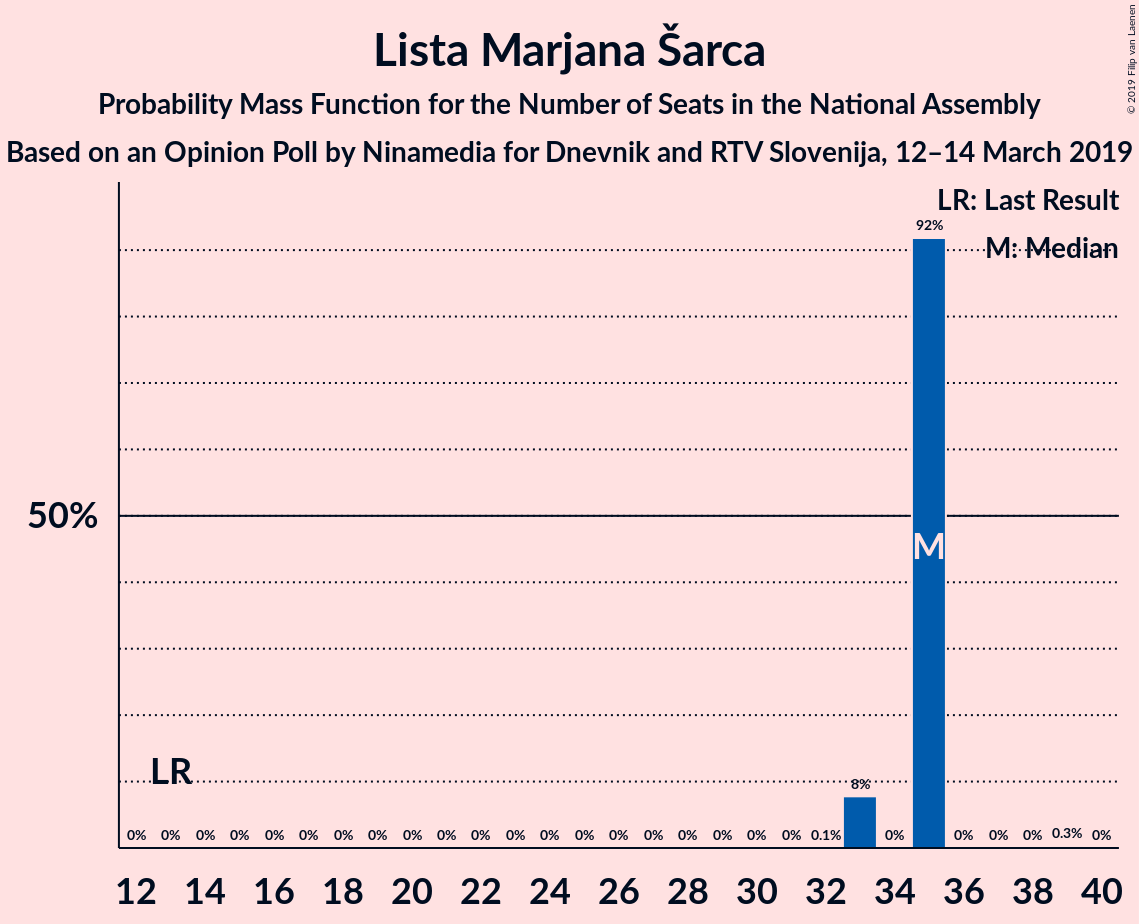 Lista Marjana Šarca
Probability Mass Function for the Number of Seats in the National Assembly
Based on an Opinion Poll by Ninamedia for Dnevnik and RTV Slovenija, 12–14 March 2019
© 2019 Filip van Laenen
LR: Last Result
M: Median
92%
50%
M
LR
8%
0% 0% 0% 0% 0% 0% 0% 0% 0% 0% 0% 0% 0% 0% 0% 0% 0% 0% 0% 0% 0.1% 0% 0% 0% 0% 0.3% 0%
12 14 16 18 20 22 24 26 28 30 32 34 36 38 40